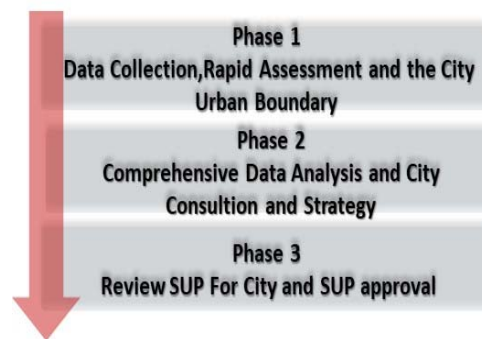 Phase 1
Data Collection,Rapid Assessment and the City
Urban Boundary
Phase 2
Comprehensive Data Analysis and City
Consultion and Strategy
Phase 3
Review SUP For City and SUP approval